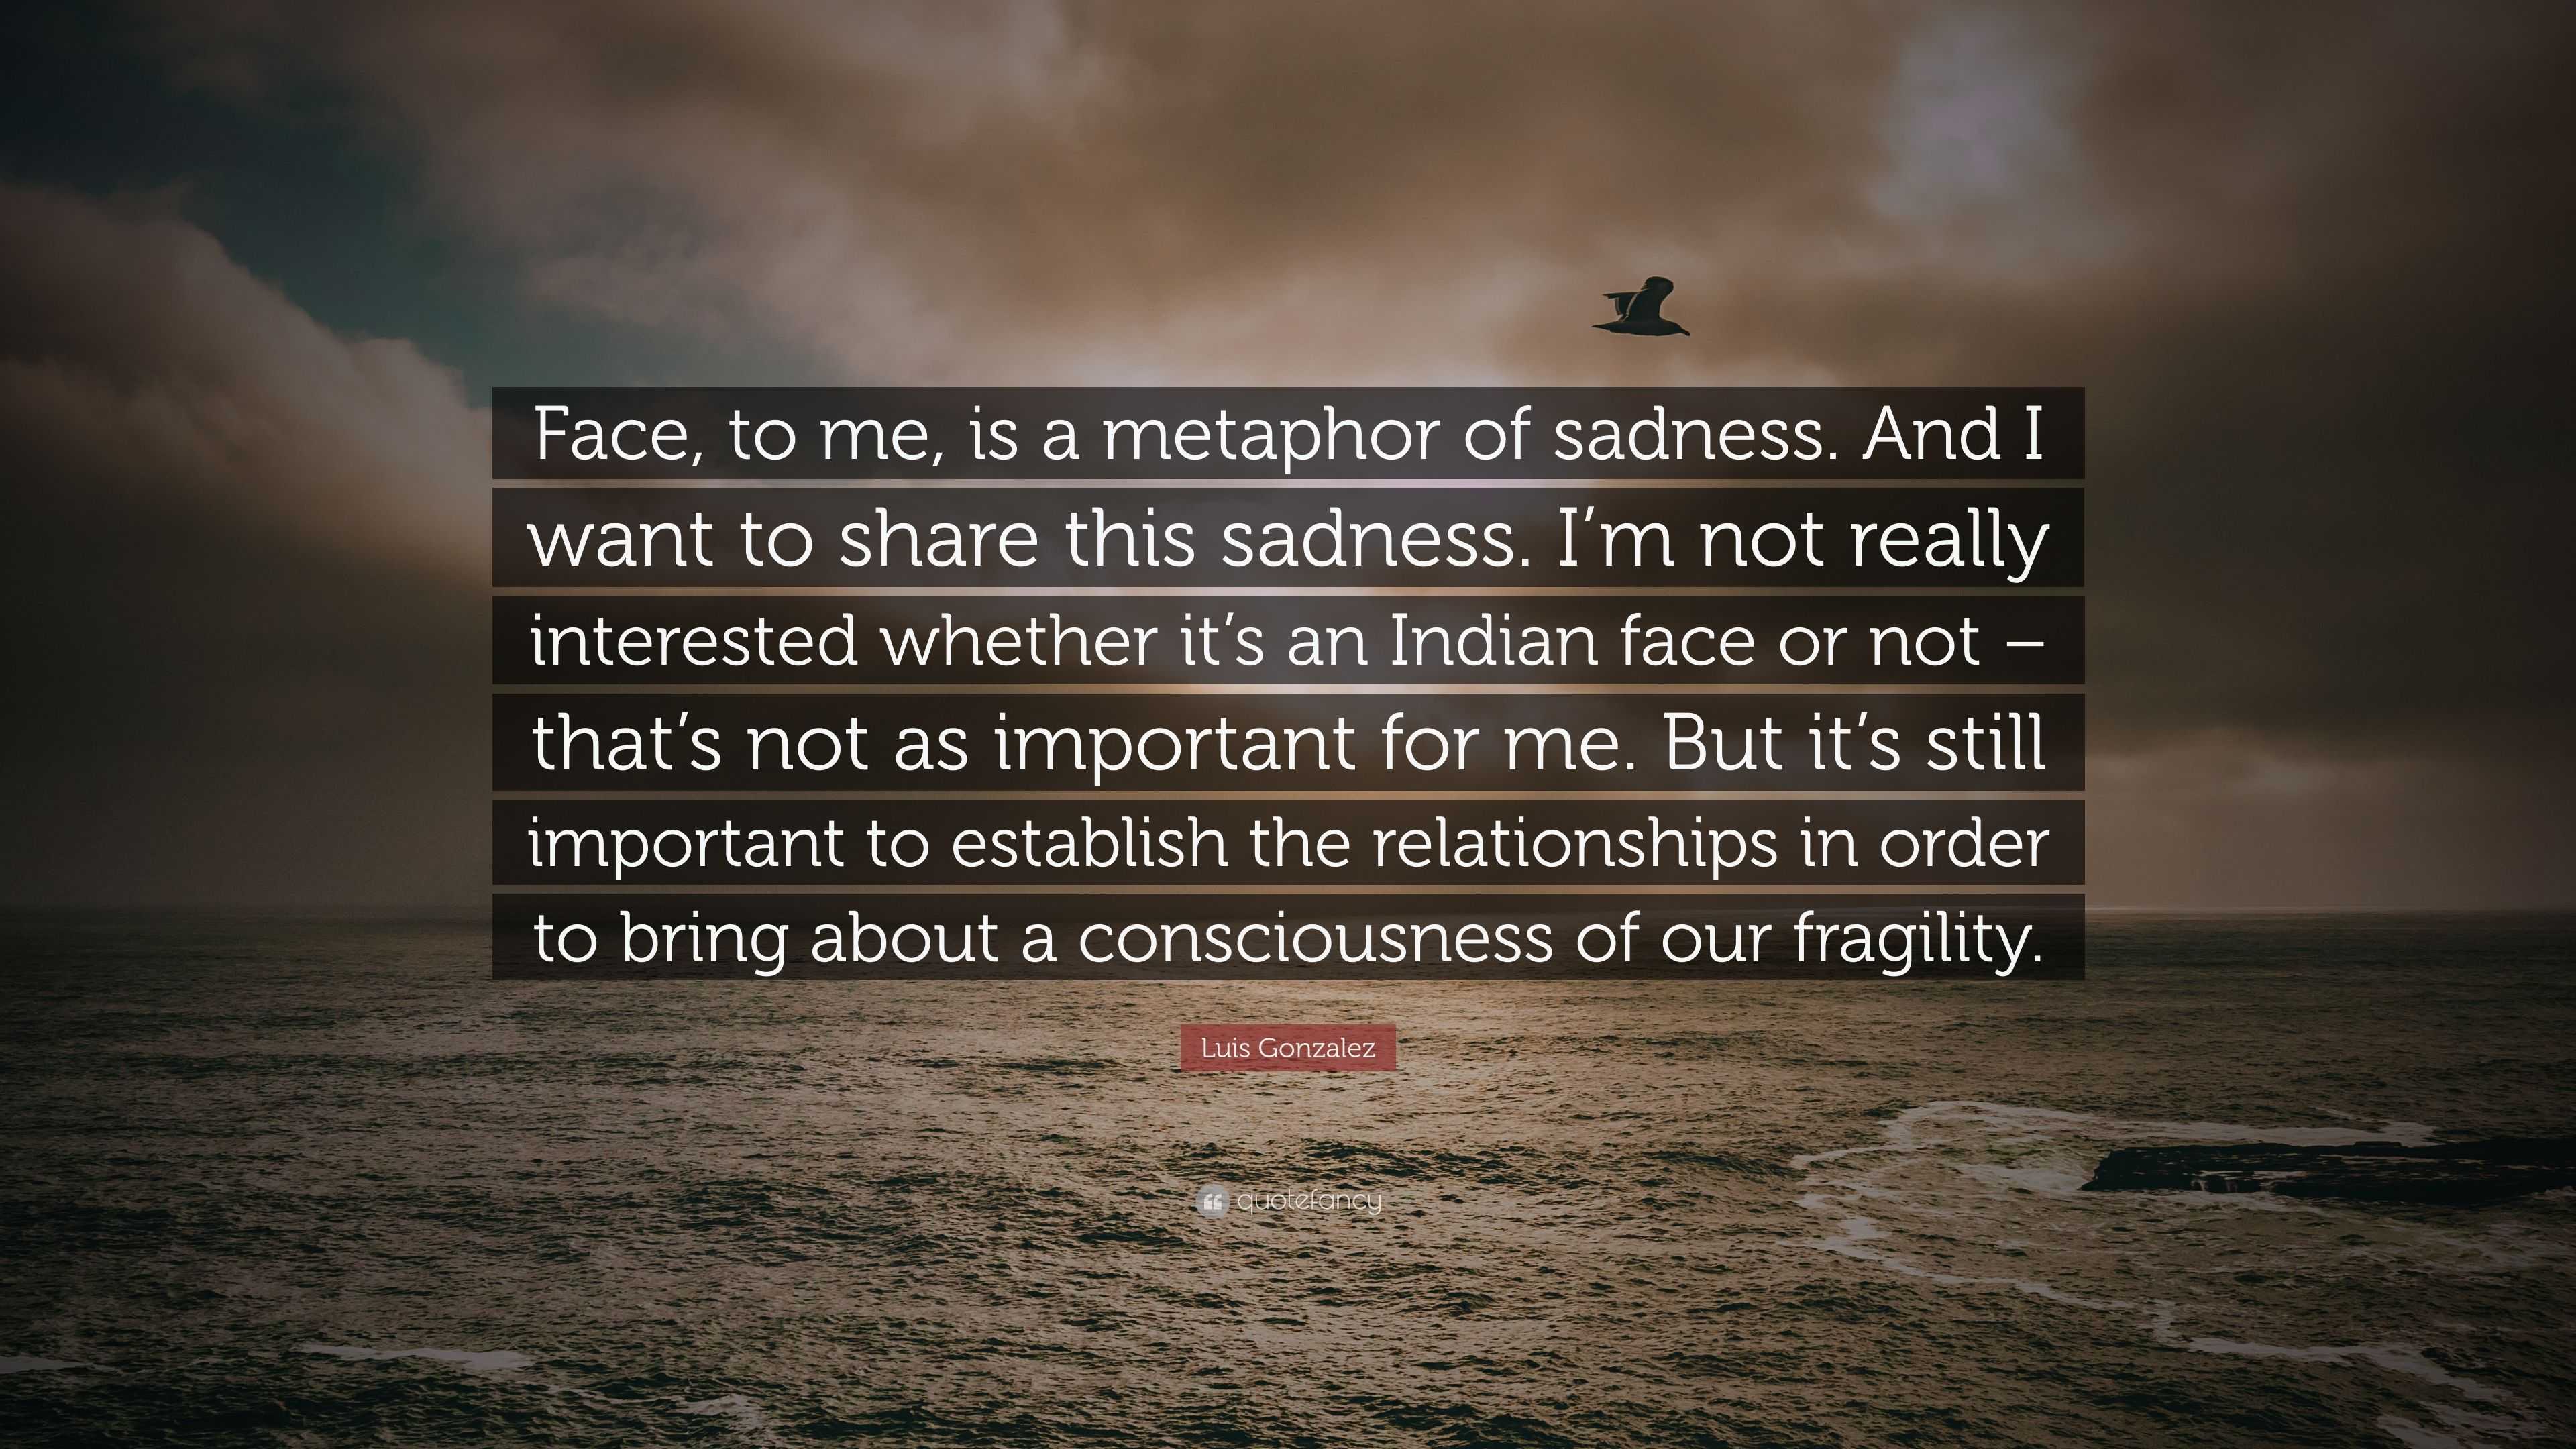 Face, to me, is a metaphor of sadness. And I
want to share this sadness. I’m not really
interested whether it’s an Indian face or not –
that’s not as important for me. But it’s still
important to establish the relationships in order
to bring about a consciousness of our fragility.
Luis Gonzalez
quotefancy